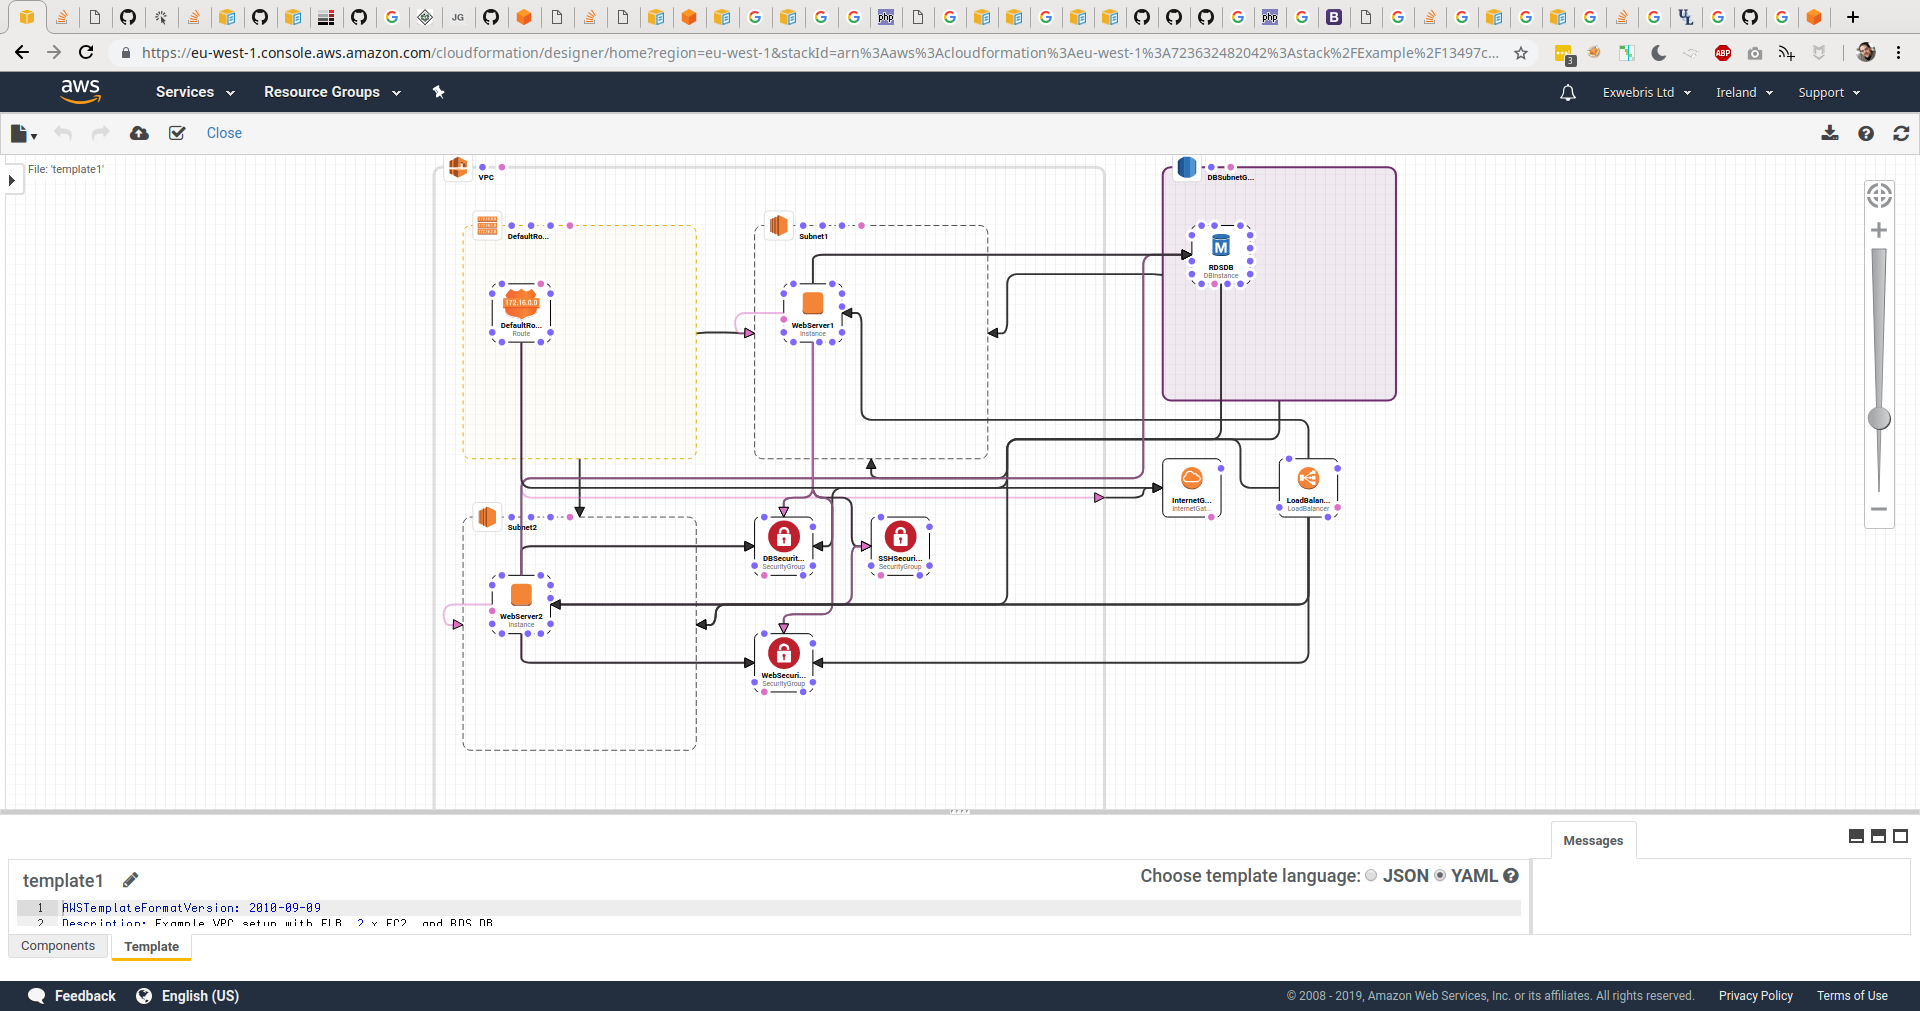 https://eu-west-1.console.aws.amazon.com/cloudformation/designer/home?region=eu-west-1&stackId=arn%3Aaws%3Acloudformation%3Aeu-west-1%3A723632482042%3Astack%2FExample%2F13497c...
3
ABP
aws
Services
Resource Groups
Exwebris Ltd
Ireland
Support
Close
File: 'template1'
VPC
DBSubnetG...
DefaultRo...
Subnet1
M
RDSDB
DBInstance
172.16.0.0
DefaultRo...
Route
WebServer1
Instance
InternetG...
InternetGat...
LoadBalan...
LoadBalancer
Subnet2
DBSecurit...
SecurityGroup
SSHSecuri...
SecurityGroup
WebServer2
Instance
WebSecuri...
SecurityGroup
Messages
template1
Choose template language: JSON YAML
1 AWSTemplateFormatVersion: 2010-09-09
2 Description: Example VPC setup with ELB, 2 x EC2, and RDS DB
Components
Template
Feedback
English (US)
© 2008 - 2019, Amazon Web Services, Inc. or its affiliates. All rights reserved.
Privacy Policy
Terms of Use